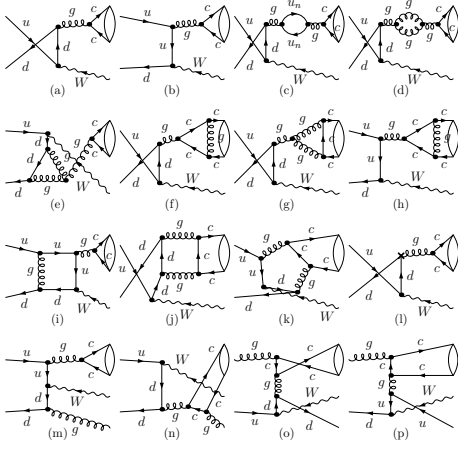 u d g c c d W (a)
u d g c c u W (b)
u d g u_n u_n g c c d W (c)
u d g g g g c c d W (d)
u d d d g g g c c W (e)
u d g c c g d W (f)
u d g g g c c d W (g)
u d g c c g u W (h)
u d g u d u g c c W (i)
u d d g g c c d W (j)
u d u g c c g d W (k)
u d g c c d W (l)
u d g c c u d W g (m)
u d d W g c c g (n)
g c c g u W d (o)
g c c g u d W u d (p)